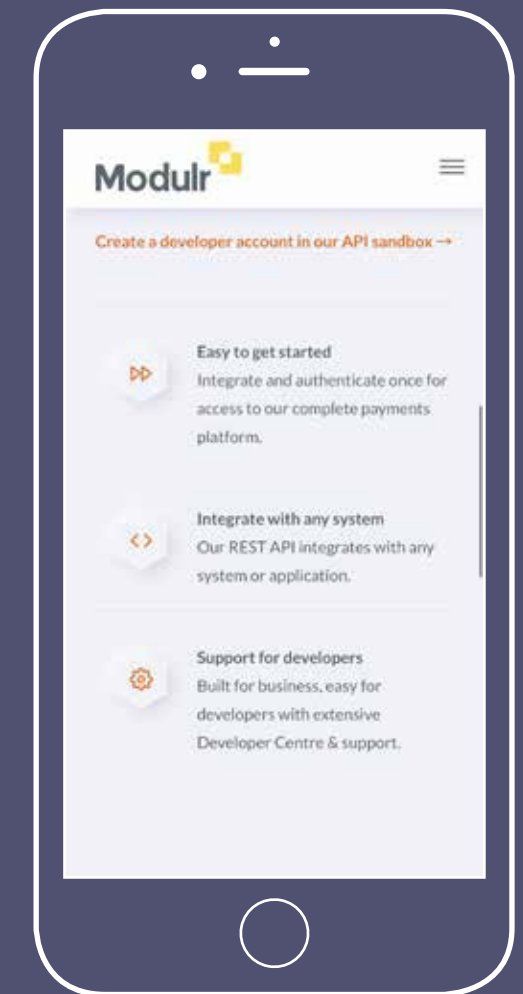 Modulr
Create a developer account in our API sandbox →
Easy to get started
Integrate and authenticate once for
access to our complete payments
platform.
Integrate with any system
Our REST API integrates with any
system or application.
Support for developers
Built for business, easy for
developers with extensive
Developer Centre & support.